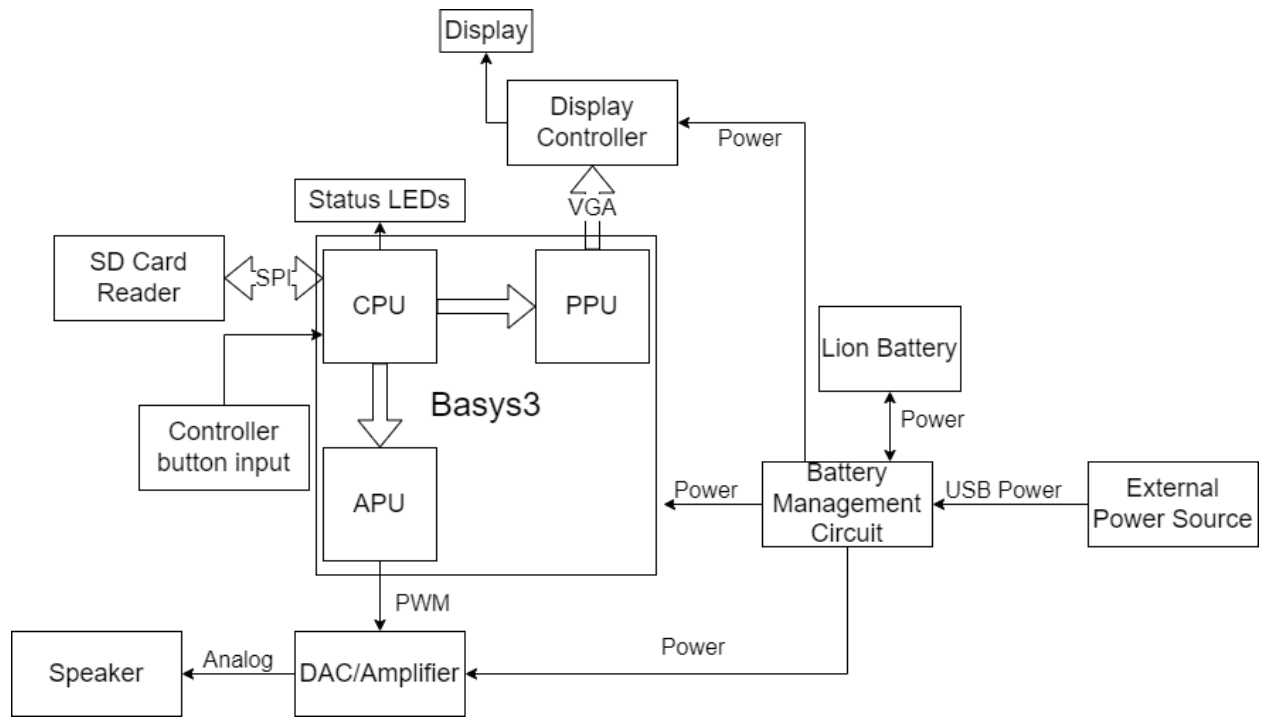 Display
Display
Controller
Power
Status LEDs
VGA
SD Card
Reader
SPI
CPU
PPU
Lion Battery
Basys3
Power
Controller
button input
APU
Power
Battery
Management
Circuit
USB Power
External
Power Source
PWM
Speaker
Analog
DAC/Amplifier
Power